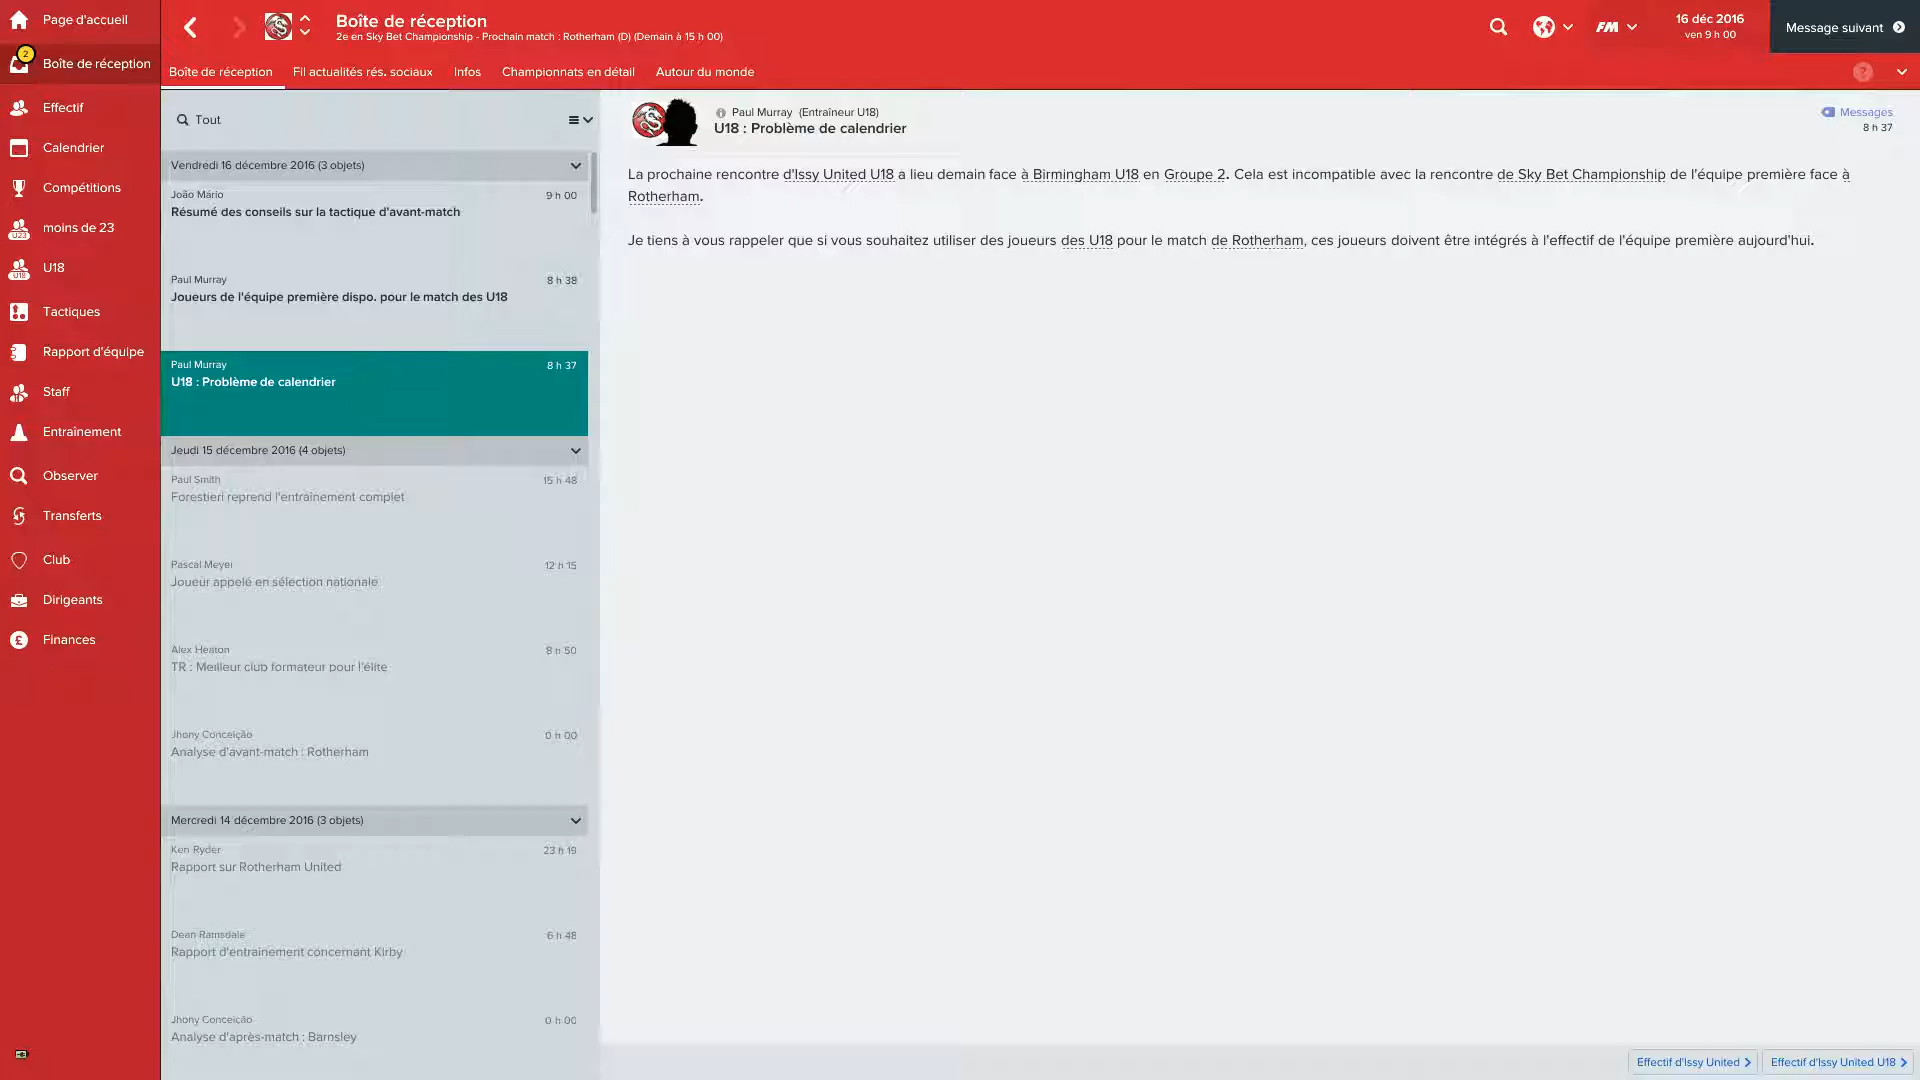 Page d'accueil
2
Boîte de réception
Effectif
Calendrier
Compétitions
moins de 23
U23
U18
U18
Tactiques
Rapport d'équipe
Staff
Entraînement
Observer
Transferts
Club
Dirigeants
Finances
Boîte de réception
2e en Sky Bet Championship - Prochain match : Rotherham (D) (Demain à 15 h 00)
FM
16 déc 2016
ven 9 h 00
Message suivant
Boîte de réception
Fil actualités rés. sociaux
Infos
Championnats en détail
Autour du monde
?
Tout
Vendredi 16 décembre 2016 (3 objets)
João Mário 9 h 00
Résumé des conseils sur la tactique d'avant-match
Paul Murray 8 h 38
Joueurs de l'équipe première dispo. pour le match des U18
Paul Murray 8 h 37
U18 : Problème de calendrier
Jeudi 15 décembre 2016 (4 objets)
Paul Smith 15 h 48
Forestieri reprend l'entraînement complet
Pascal Meyer 12 h 15
Joueur appelé en sélection nationale
Alex Heaton 8 h 50
TR : Meilleur club formateur pour l'élite
Jhony Conceição 0 h 00
Analyse d'avant-match : Rotherham
Mercredi 14 décembre 2016 (3 objets)
Ken Ryder 23 h 19
Rapport sur Rotherham United
Dean Ramsdale 6 h 48
Rapport d'entraînement concernant Kirby
Jhony Conceição 0 h 00
Analyse d'après-match : Barnsley
Paul Murray (Entraîneur U18)
U18 : Problème de calendrier
Messages
8 h 37
La prochaine rencontre d'Issy United U18 a lieu demain face à Birmingham U18 en Groupe 2. Cela est incompatible avec la rencontre de Sky Bet Championship de l'équipe première face à
Rotherham.
Je tiens à vous rappeler que si vous souhaitez utiliser des joueurs des U18 pour le match de Rotherham, ces joueurs doivent être intégrés à l'effectif de l'équipe première aujourd'hui.
Effectif d'Issy United
Effectif d'Issy United U18